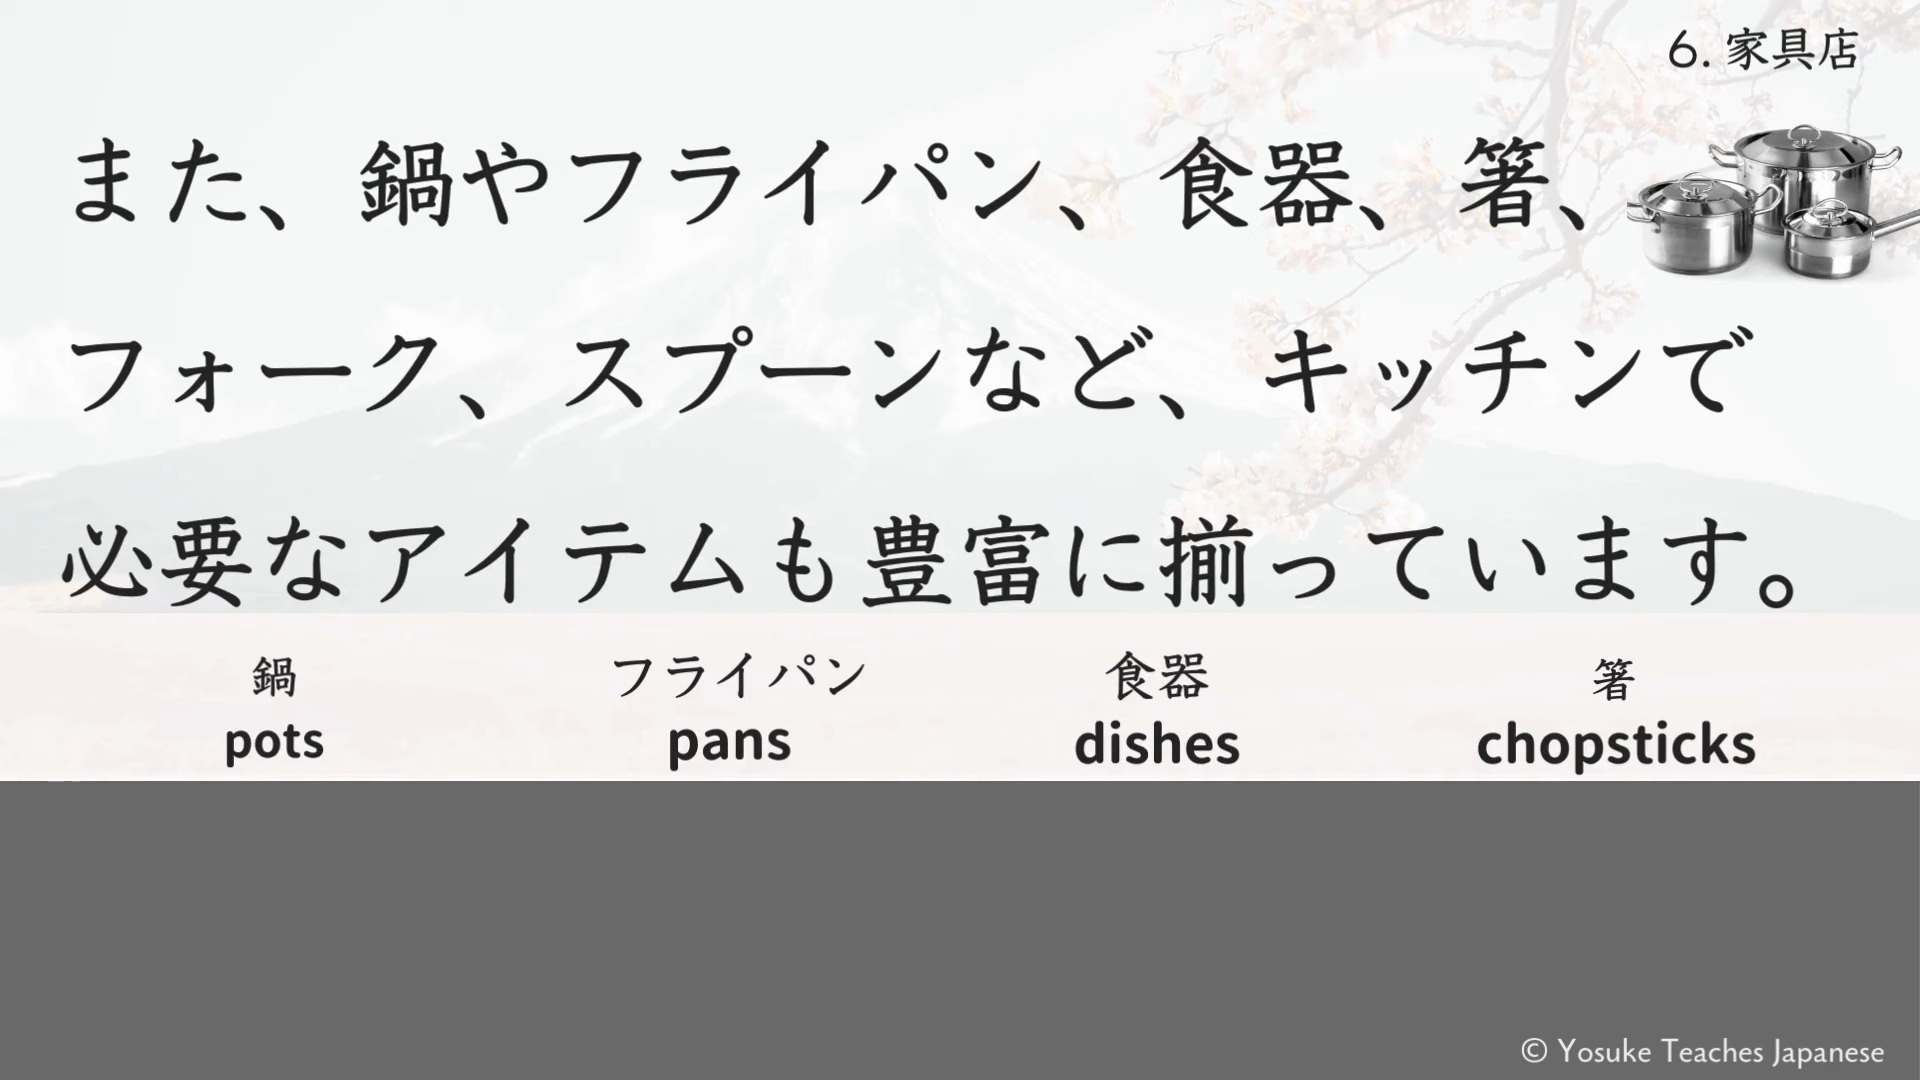 6. 家具店
また、鍋やフライパン、食器、箸、
フォーク、スプーンなど、キッチンで
必要なアイテムも豊富に揃っています。
鍋 フライパン 食器 箸
pots pans dishes chopsticks
© Yosuke Teaches Japanese